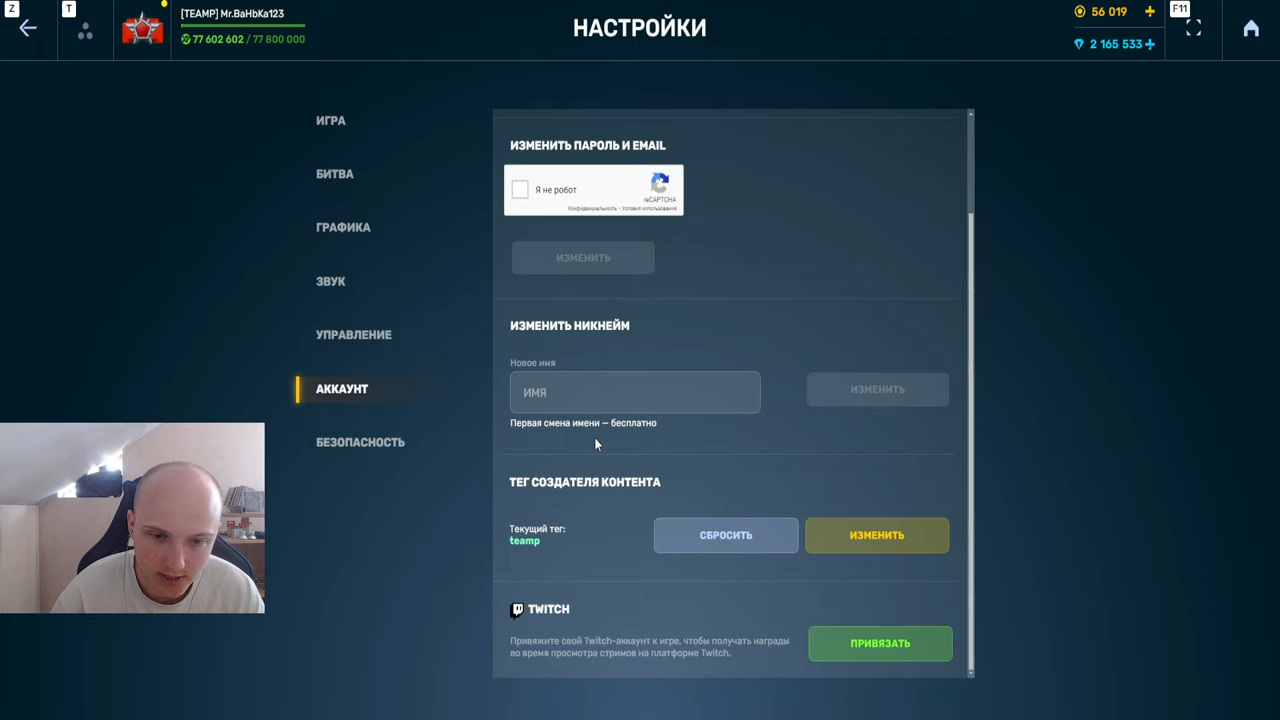 Z
T
[TEAMP] Mr.BaHbKa123
77 602 602 / 77 800 000
НАСТРОЙКИ
56 019
2 165 533
F11
ИГРА
БИТВА
ГРАФИКА
ЗВУК
УПРАВЛЕНИЕ
АККАУНТ
БЕЗОПАСНОСТЬ
ИЗМЕНИТЬ ПАРОЛЬ И EMAIL
Я не робот
reCAPTCHA
Конфиденциальность - Условия использования
ИЗМЕНИТЬ
ИЗМЕНИТЬ НИКНЕЙМ
Новое имя
ИМЯ
ИЗМЕНИТЬ
Первая смена имени — бесплатно
ТЕГ СОЗДАТЕЛЯ КОНТЕНТА
Текущий тег:
teamp
СБРОСИТЬ
ИЗМЕНИТЬ
TWITCH
Привяжите свой Twitch-аккаунт к игре, чтобы получать награды
во время просмотра стримов на платформе Twitch.
ПРИВЯЗАТЬ